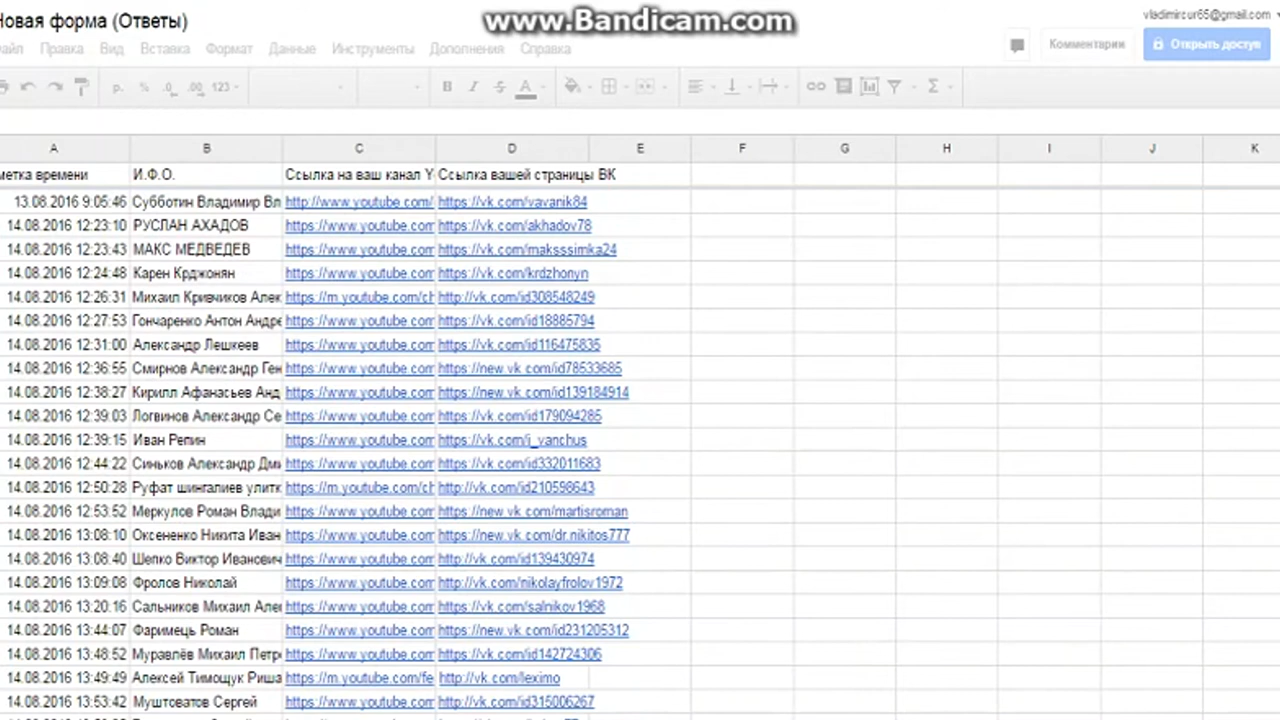 Новая форма (Ответы)
www.Bandicam.com
vladimircur65@gmail.com
Файл Правка Вид Вставка Формат Данные Инструменты Дополнения Справка
Комментарии
Открыть доступ
р. % .0 .00 123 B I S A Σ
A B C D E F G H I J K
метка времени И.Ф.О. Ссылка на ваш канал Y Ссылка вашей страницы ВК
13.08.2016 9:05:46 Субботин Владимир Вл http://www.youtube.com/ https://vk.com/vavanik84
14.08.2016 12:23:10 РУСЛАН АХАДОВ https://www.youtube.com https://vk.com/akhadov78
14.08.2016 12:23:43 МАКС МЕДВЕДЕВ https://www.youtube.com https://vk.com/maksssimka24
14.08.2016 12:24:48 Карен Крджонян https://www.youtube.com https://vk.com/krdzhonyn
14.08.2016 12:26:31 Михаил Кривчиков Алек https://m.youtube.com/ch http://vk.com/id308548249
14.08.2016 12:27:53 Гончаренко Антон Андре https://www.youtube.com https://vk.com/id18885794
14.08.2016 12:31:00 Александр Лешкеев https://www.youtube.com https://vk.com/id116475835
14.08.2016 12:36:55 Смирнов Александр Ген https://www.youtube.com https://new.vk.com/id78533685
14.08.2016 12:38:27 Кирилл Афанасьев Анд https://www.youtube.com https://new.vk.com/id139184914
14.08.2016 12:39:03 Логвинов Александр Се https://www.youtube.com https://vk.com/id179094285
14.08.2016 12:39:15 Иван Репин https://www.youtube.com https://vk.com/i_vanchus
14.08.2016 12:44:22 Синьков Александр Дми https://www.youtube.com https://vk.com/id332011683
14.08.2016 12:50:28 Руфат шингалиев улитк https://m.youtube.com/ch http://vk.com/id210598643
14.08.2016 12:53:52 Меркулов Роман Влади https://www.youtube.com https://new.vk.com/martisroman
14.08.2016 13:08:10 Оксененко Никита Иван https://www.youtube.com https://new.vk.com/dr.nikitos777
14.08.2016 13:08:40 Шепко Виктор Иванович https://www.youtube.com http://vk.com/id139430974
14.08.2016 13:09:08 Фролов Николай https://www.youtube.com http://vk.com/nikolayfrolov1972
14.08.2016 13:20:16 Сальников Михаил Але https://www.youtube.com https://vk.com/salnikov1968
14.08.2016 13:44:07 Фаримець Роман https://www.youtube.com https://new.vk.com/id231205312
14.08.2016 13:48:52 Муравлёв Михаил Петр https://www.youtube.com https://vk.com/id142724306
14.08.2016 13:49:49 Алексей Тимощук Риша https://m.youtube.com/fe http://vk.com/leximo
14.08.2016 13:53:42 Муштоватов Сергей https://www.youtube.com http://vk.com/id315006267